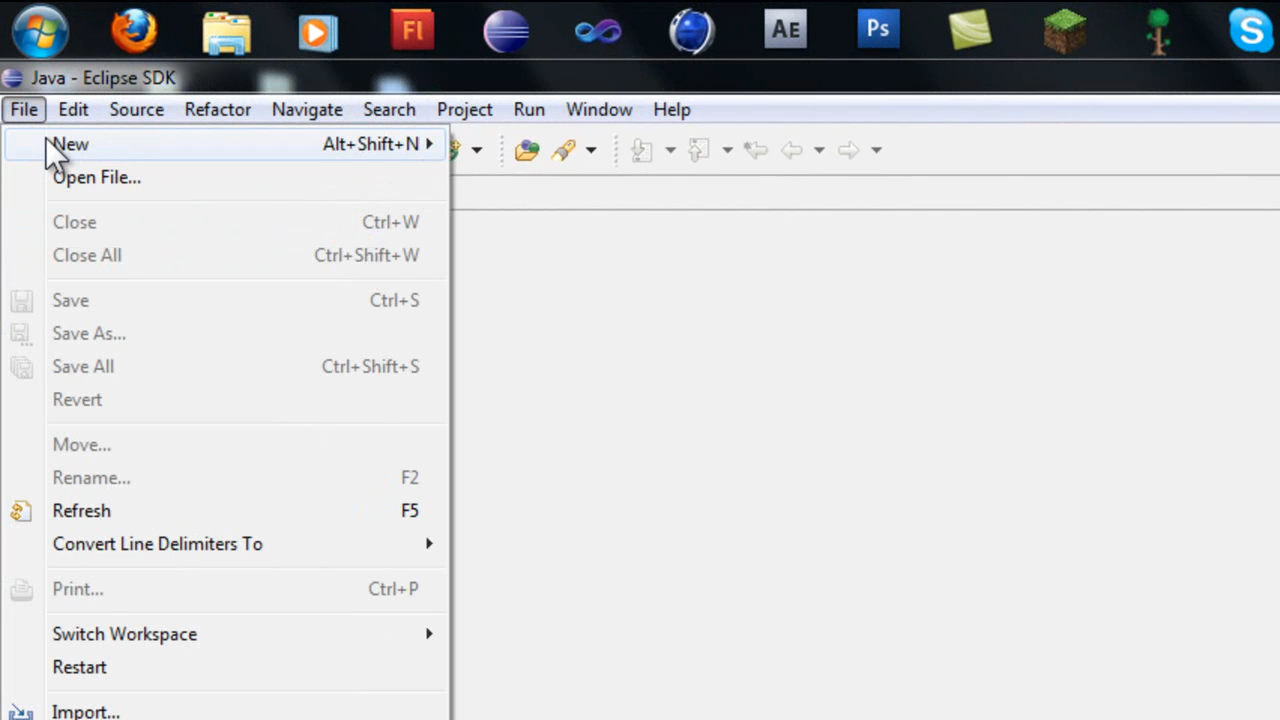 Fl AE Ps S
Java - Eclipse SDK
File Edit Source Refactor Navigate Search Project Run Window Help
New Alt+Shift+N
Open File...
Close Ctrl+W
Close All Ctrl+Shift+W
Save Ctrl+S
Save As...
Save All Ctrl+Shift+S
Revert
Move...
Rename... F2
Refresh F5
Convert Line Delimiters To
Print... Ctrl+P
Switch Workspace
Restart
Import...